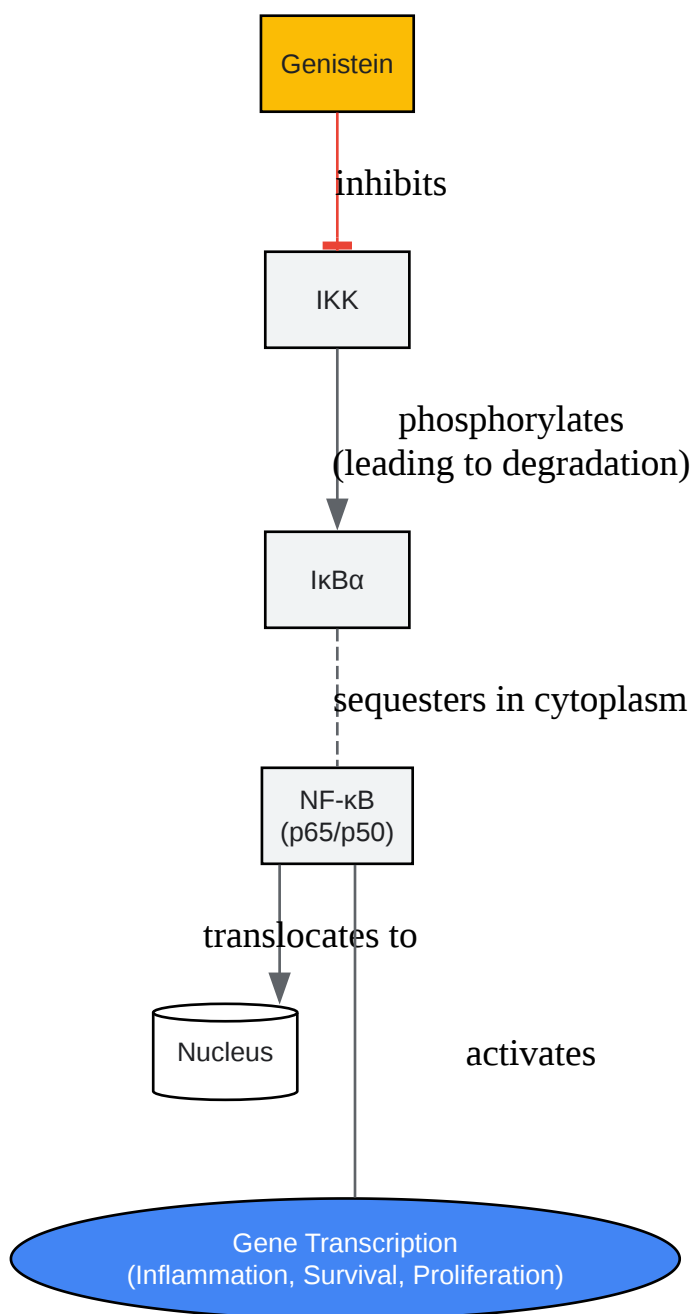 Genistein
inhibits
IKK
phosphorylates
(leading to degradation)
IκBα
sequesters in cytoplasm
NF-κB
(p65/p50)
translocates to
Nucleus
activates
Gene Transcription
(Inflammation, Survival, Proliferation)